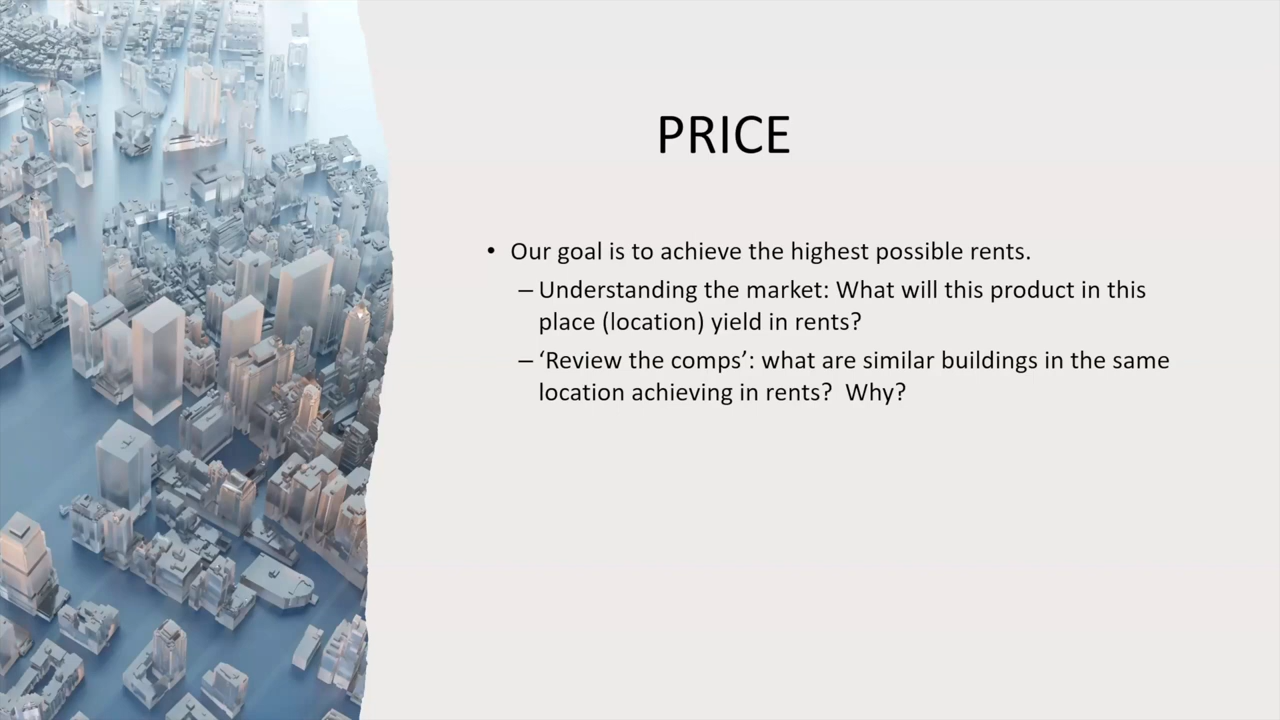 PRICE
• Our goal is to achieve the highest possible rents.
– Understanding the market: What will this product in this
place (location) yield in rents?
– ‘Review the comps’: what are similar buildings in the same
location achieving in rents?  Why?